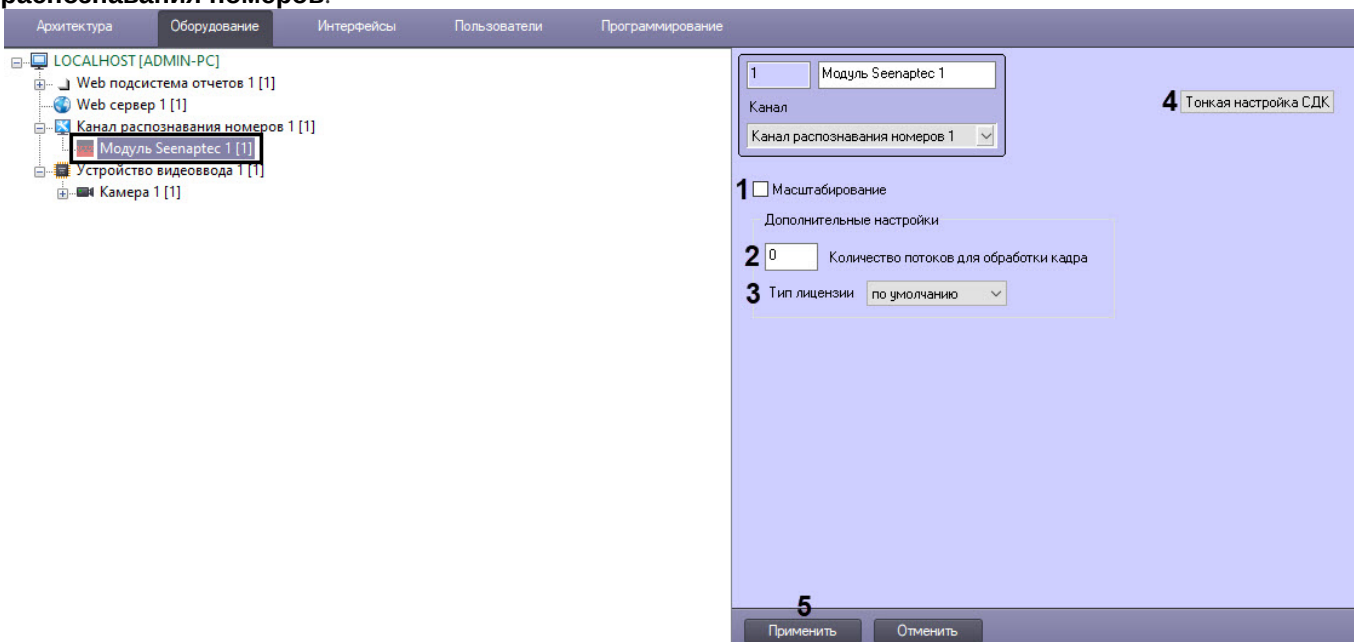 распознавания номеров.
Архитектура Оборудование Интерфейсы Пользователи Программирование
LOCALHOST [ADMIN-PC]
Web подсистема отчетов 1 [1]
Web сервер 1 [1]
Канал распознавания номеров 1 [1]
Модуль Seenaptec 1 [1]
Устройство видеоввода 1 [1]
Камера 1 [1]
1 Модуль Seenaptec 1
Канал
Канал распознавания номеров 1
4 Тонкая настройка СДК
1 Масштабирование
Дополнительные настройки
2 0 Количество потоков для обработки кадра
3 Тип лицензии по умолчанию
5
Применить Отменить